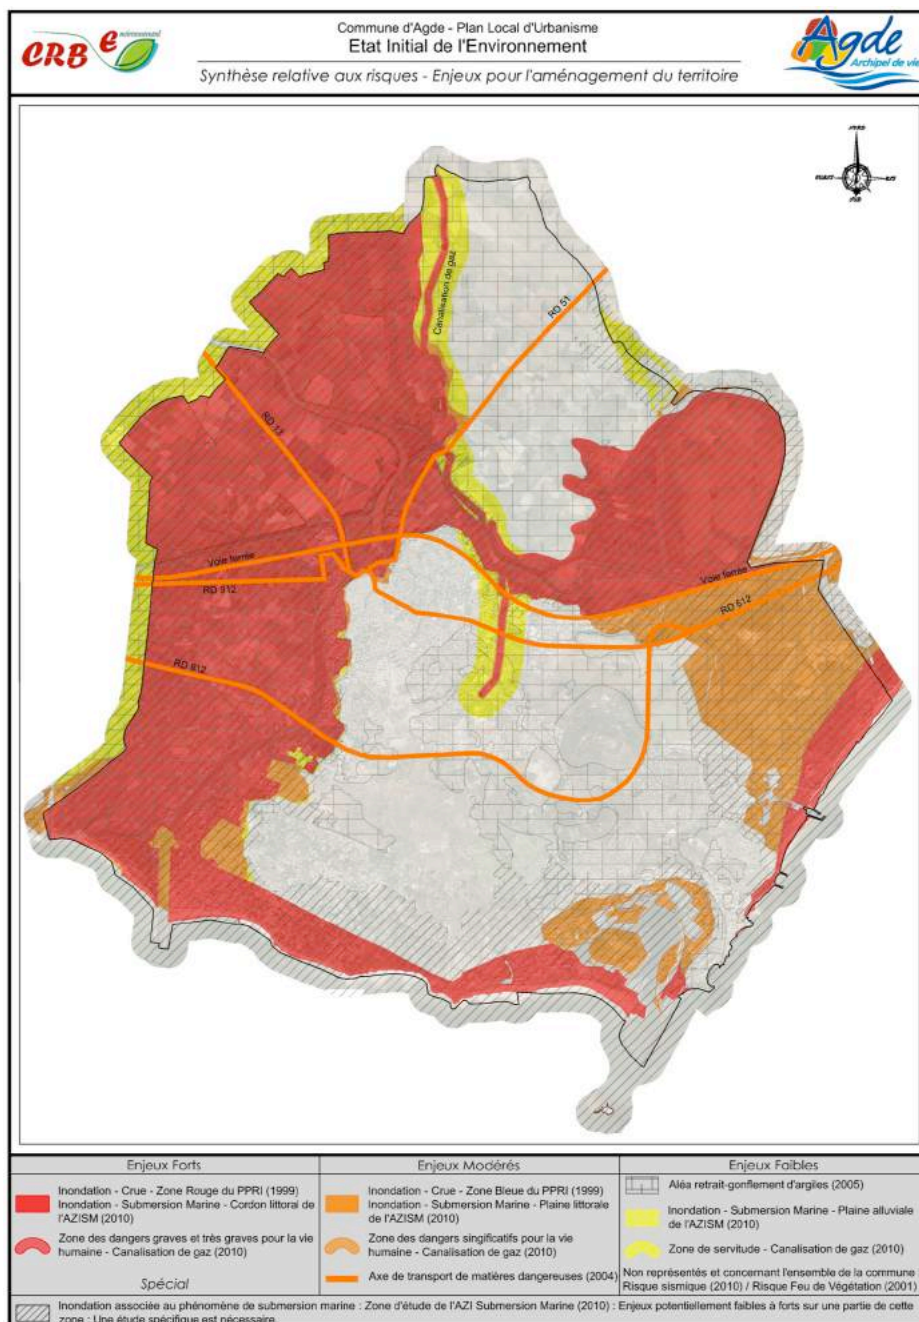 CRB
Environnement
Commune d'Agde - Plan Local d'Urbanisme
Etat Initial de l'Environnement
Synthèse relative aux risques - Enjeux pour l'aménagement du territoire
Agde
Archipel de vie
Canalisation de gaz
RD 51
RD 13
Voie ferrée
RD 912
Voie ferrée
RD 612
RD 612
Enjeux Forts
Inondation - Crue - Zone Rouge du PPRI (1999)
Inondation - Submersion Marine - Cordon littoral de
l'AZISM (2010)
Zone des dangers graves et très graves pour la vie
humaine - Canalisation de gaz (2010)
Spécial
Enjeux Modérés
Inondation - Crue - Zone Bleue du PPRI (1999)
Inondation - Submersion Marine - Plaine littorale
de l'AZISM (2010)
Zone des dangers singificatifs pour la vie
humaine - Canalisation de gaz (2010)
Axe de transport de matières dangereuses (2004)
Enjeux Faibles
Aléa retrait-gonflement d'argiles (2005)
Inondation - Submersion Marine - Plaine alluviale
de l'AZISM (2010)
Zone de servitude - Canalisation de gaz (2010)
Non représentés et concernant l'ensemble de la commune :
Risque sismique (2010) / Risque Feu de Végétation (2001)
Inondation associée au phénomène de submersion marine : Zone d'étude de l'AZI Submersion Marine (2010) : Enjeux potentiellement faibles à forts sur une partie de cette
zone : Une étude spécifique est nécessaire.